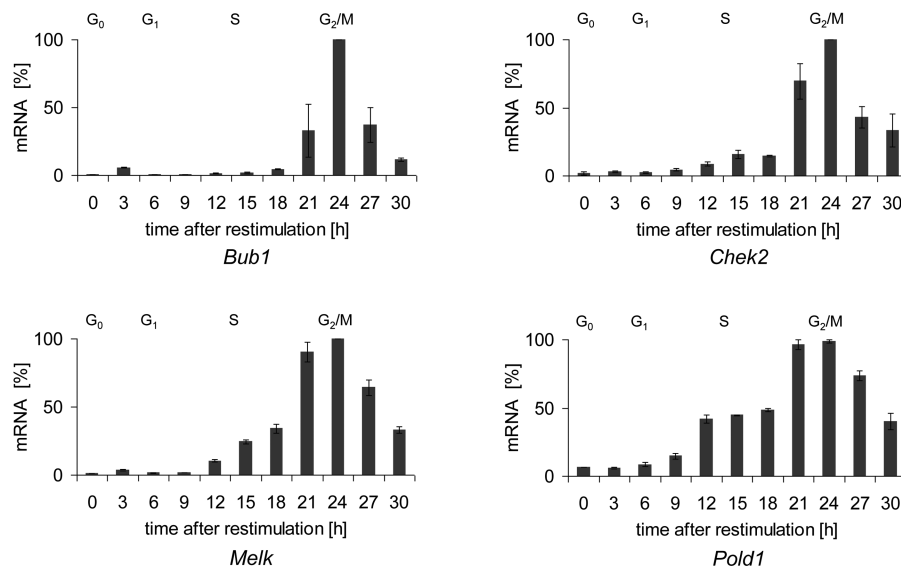 G0 G1 S G2/M
100
50
0
mRNA [%]
0 3 6 9 12 15 18 21 24 27 30
time after restimulation [h]
Bub1
G0 G1 S G2/M
100
50
0
mRNA [%]
0 3 6 9 12 15 18 21 24 27 30
time after restimulation [h]
Chek2
G0 G1 S G2/M
100
50
0
mRNA [%]
0 3 6 9 12 15 18 21 24 27 30
time after restimulation [h]
Melk
G0 G1 S G2/M
100
50
0
mRNA [%]
0 3 6 9 12 15 18 21 24 27 30
time after restimulation [h]
Pold1